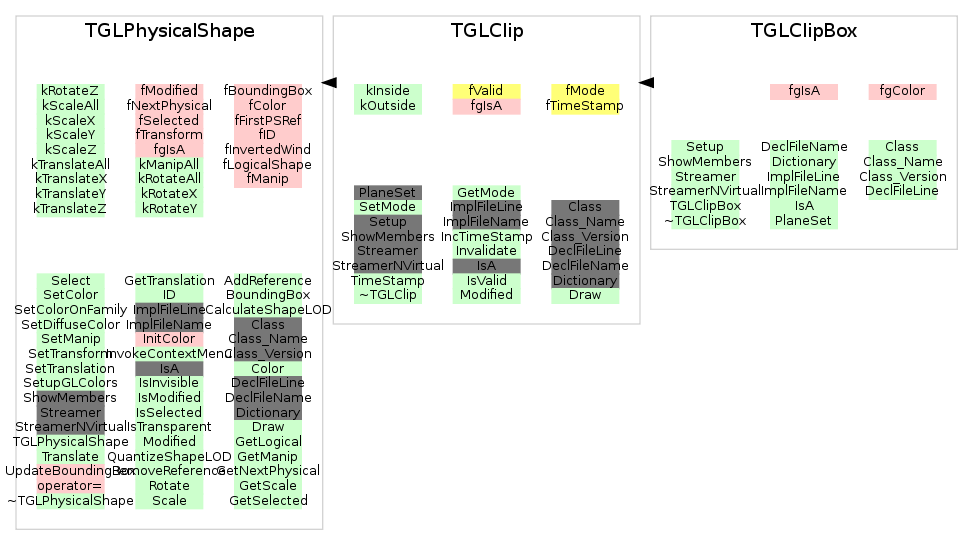 TGLPhysicalShape
kRotateZ fModified fBoundingBox
kScaleAll fNextPhysical fColor
kScaleX fSelected fFirstPSRef
kScaleY fTransform fID
kScaleZ fgIsA fInvertedWind
kTranslateAll kManipAll fLogicalShape
kTranslateX kRotateAll fManip
kTranslateY kRotateX
kTranslateZ kRotateY
Select GetTranslation AddReference
SetColor ID BoundingBox
SetColorOnFamily ImplFileLine CalculateShapeLOD
SetDiffuseColor ImplFileName Class
SetManip InitColor Class_Name
SetTransform InvokeContextMenu Class_Version
SetTranslation IsA Color
SetupGLColors IsInvisible DeclFileLine
ShowMembers IsModified DeclFileName
Streamer IsSelected Dictionary
StreamerNVirtual IsTransparent Draw
TGLPhysicalShape Modified GetLogical
Translate QuantizeShapeLOD GetManip
UpdateBoundingBox RemoveReference GetNextPhysical
operator= Rotate GetScale
~TGLPhysicalShape Scale GetSelected
TGLClip
kInside fValid fMode
kOutside fgIsA fTimeStamp
PlaneSet GetMode
SetMode ImplFileLine Class
Setup ImplFileName Class_Name
ShowMembers IncTimeStamp Class_Version
Streamer Invalidate DeclFileLine
StreamerNVirtual IsA DeclFileName
TimeStamp IsValid Dictionary
~TGLClip Modified Draw
TGLClipBox
fgIsA fgColor
Setup DeclFileName Class
ShowMembers Dictionary Class_Name
Streamer ImplFileLine Class_Version
StreamerNVirtual ImplFileName DeclFileLine
TGLClipBox IsA
~TGLClipBox PlaneSet